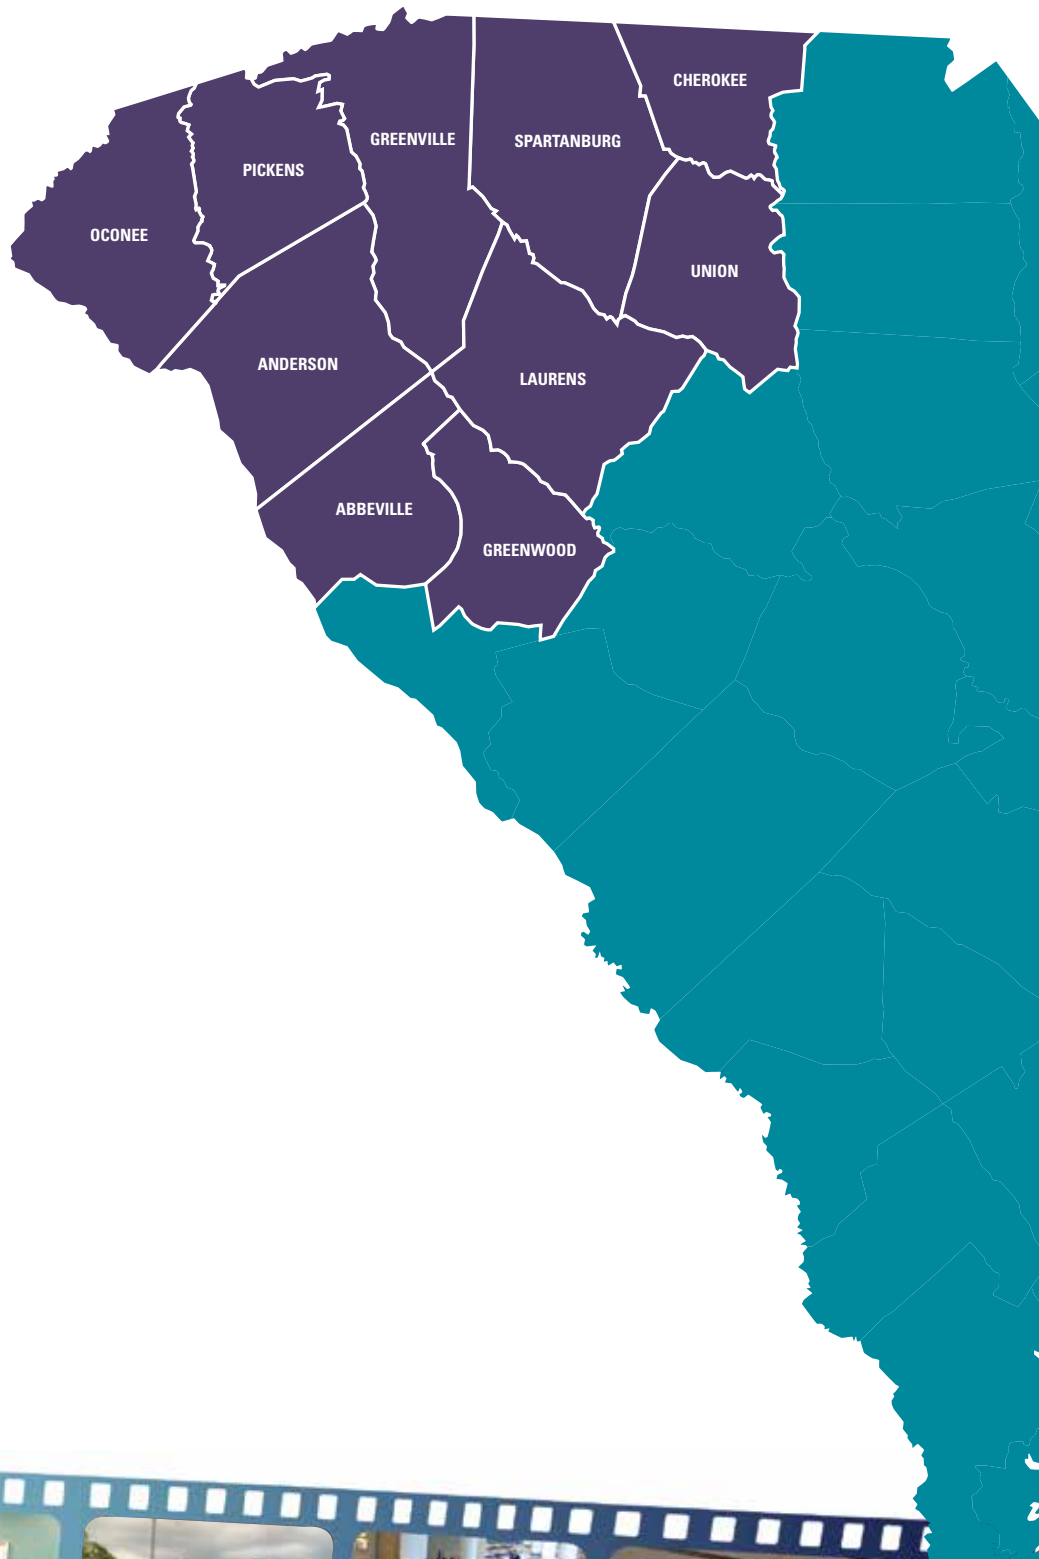 CHEROKEE
GREENVILLE
SPARTANBURG
PICKENS
OCONEE
UNION
ANDERSON
LAURENS
ABBEVILLE
GREENWOOD